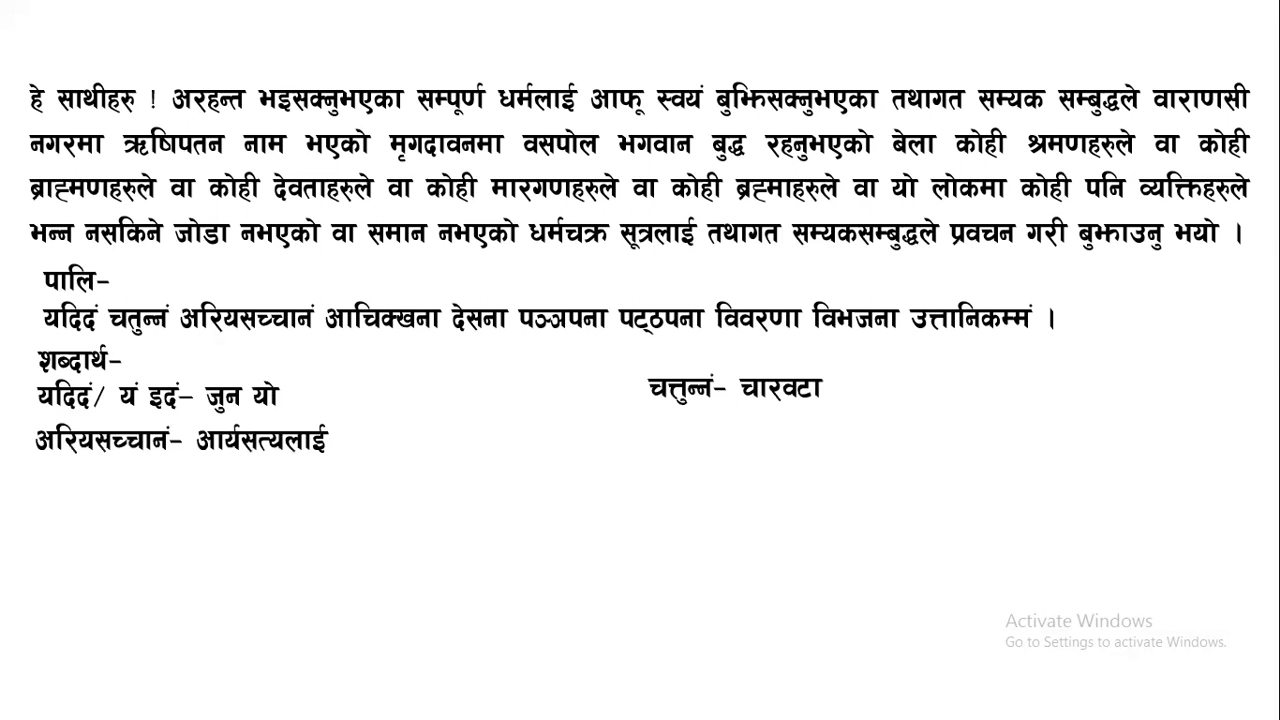 हे साथीहरु ! अरहन्त भइसक्नुभएका सम्पूर्ण धर्मलाई आफू स्वयं बुझिसक्नुभएका तथागत सम्यक सम्बुद्धले वाराणसी
नगरमा ऋषिपतन नाम भएको मृगदावनमा वसपोल भगवान बुद्ध रहनुभएको बेला कोही श्रमणहरुले वा कोही
ब्राह्मणहरुले वा कोही देवताहरुले वा कोही मारगणहरुले वा कोही ब्रह्माहरुले वा यो लोकमा कोही पनि व्यक्तिहरुले
भन्न नसकिने जोडा नभएको वा समान नभएको धर्मचक्र सूत्रलाई तथागत सम्यकसम्बुद्धले प्रवचन गरी बुझाउनु भयो ।
पालि-
यदिदं चतुन्नं अरियसच्चानं आचिक्खना देसना पञ्ञपना पट्ठपना विवरणा विभजना उत्तानिकम्मं ।
शब्दार्थ-
यदिदं/ यं इदं- जुन यो
चत्तुन्नं- चारवटा
अरियसच्चानं- आर्यसत्यलाई
Activate Windows
Go to Settings to activate Windows.